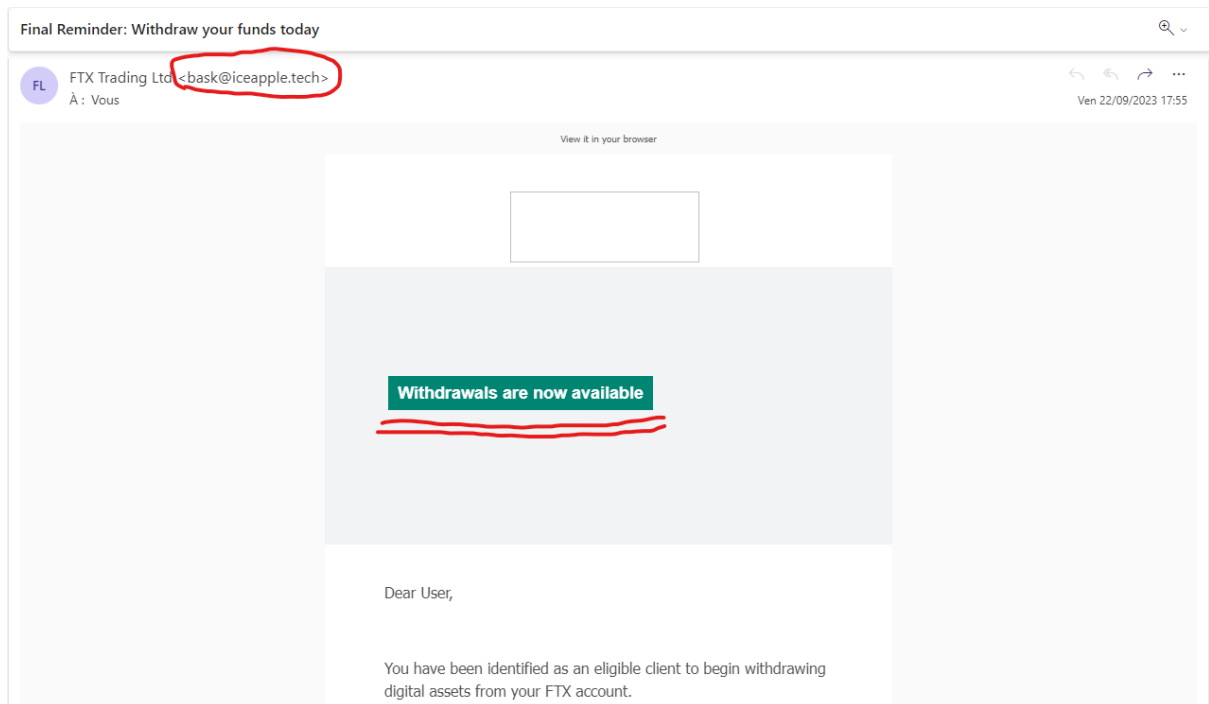 Final Reminder: Withdraw your funds today
FL
FTX Trading Ltd <bask@iceapple.tech>
À : Vous
Ven 22/09/2023 17:55
View it in your browser
Withdrawals are now available
Dear User,
You have been identified as an eligible client to begin withdrawing
digital assets from your FTX account.